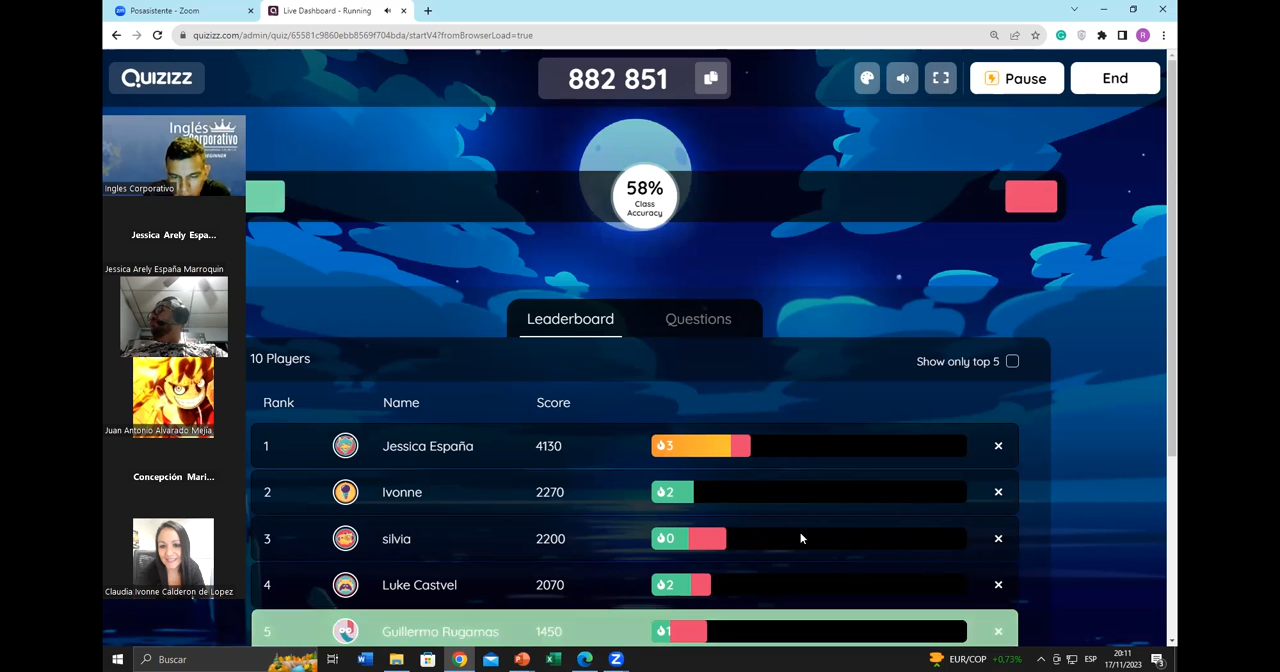 Posasistente - Zoom
Live Dashboard - Running
quizizz.com/admin/quiz/65581c9860ebb8569f704bda/startV4?fromBrowserLoad=true
QUIZIZZ
882 851
Pause
End
Inglés
Corporativo
BEGINNER
Ingles Corporativo
58%
Class
Accuracy
Jessica Arely Espa...
Jessica Arely España Marroquin
Juan Antonio Alvarado Mejía
Concepción Mari...
Claudia Ivonne Calderon de Lopez
Leaderboard
Questions
10 Players
Show only top 5
Rank Name Score
1 Jessica España 4130 3
2 Ivonne 2270 2
3 silvia 2200 0
4 Luke Castvel 2070 2
5 Guillermo Rugamas 1450 1
Buscar
EUR/COP +0,73%
ESP
20:11
17/11/2023